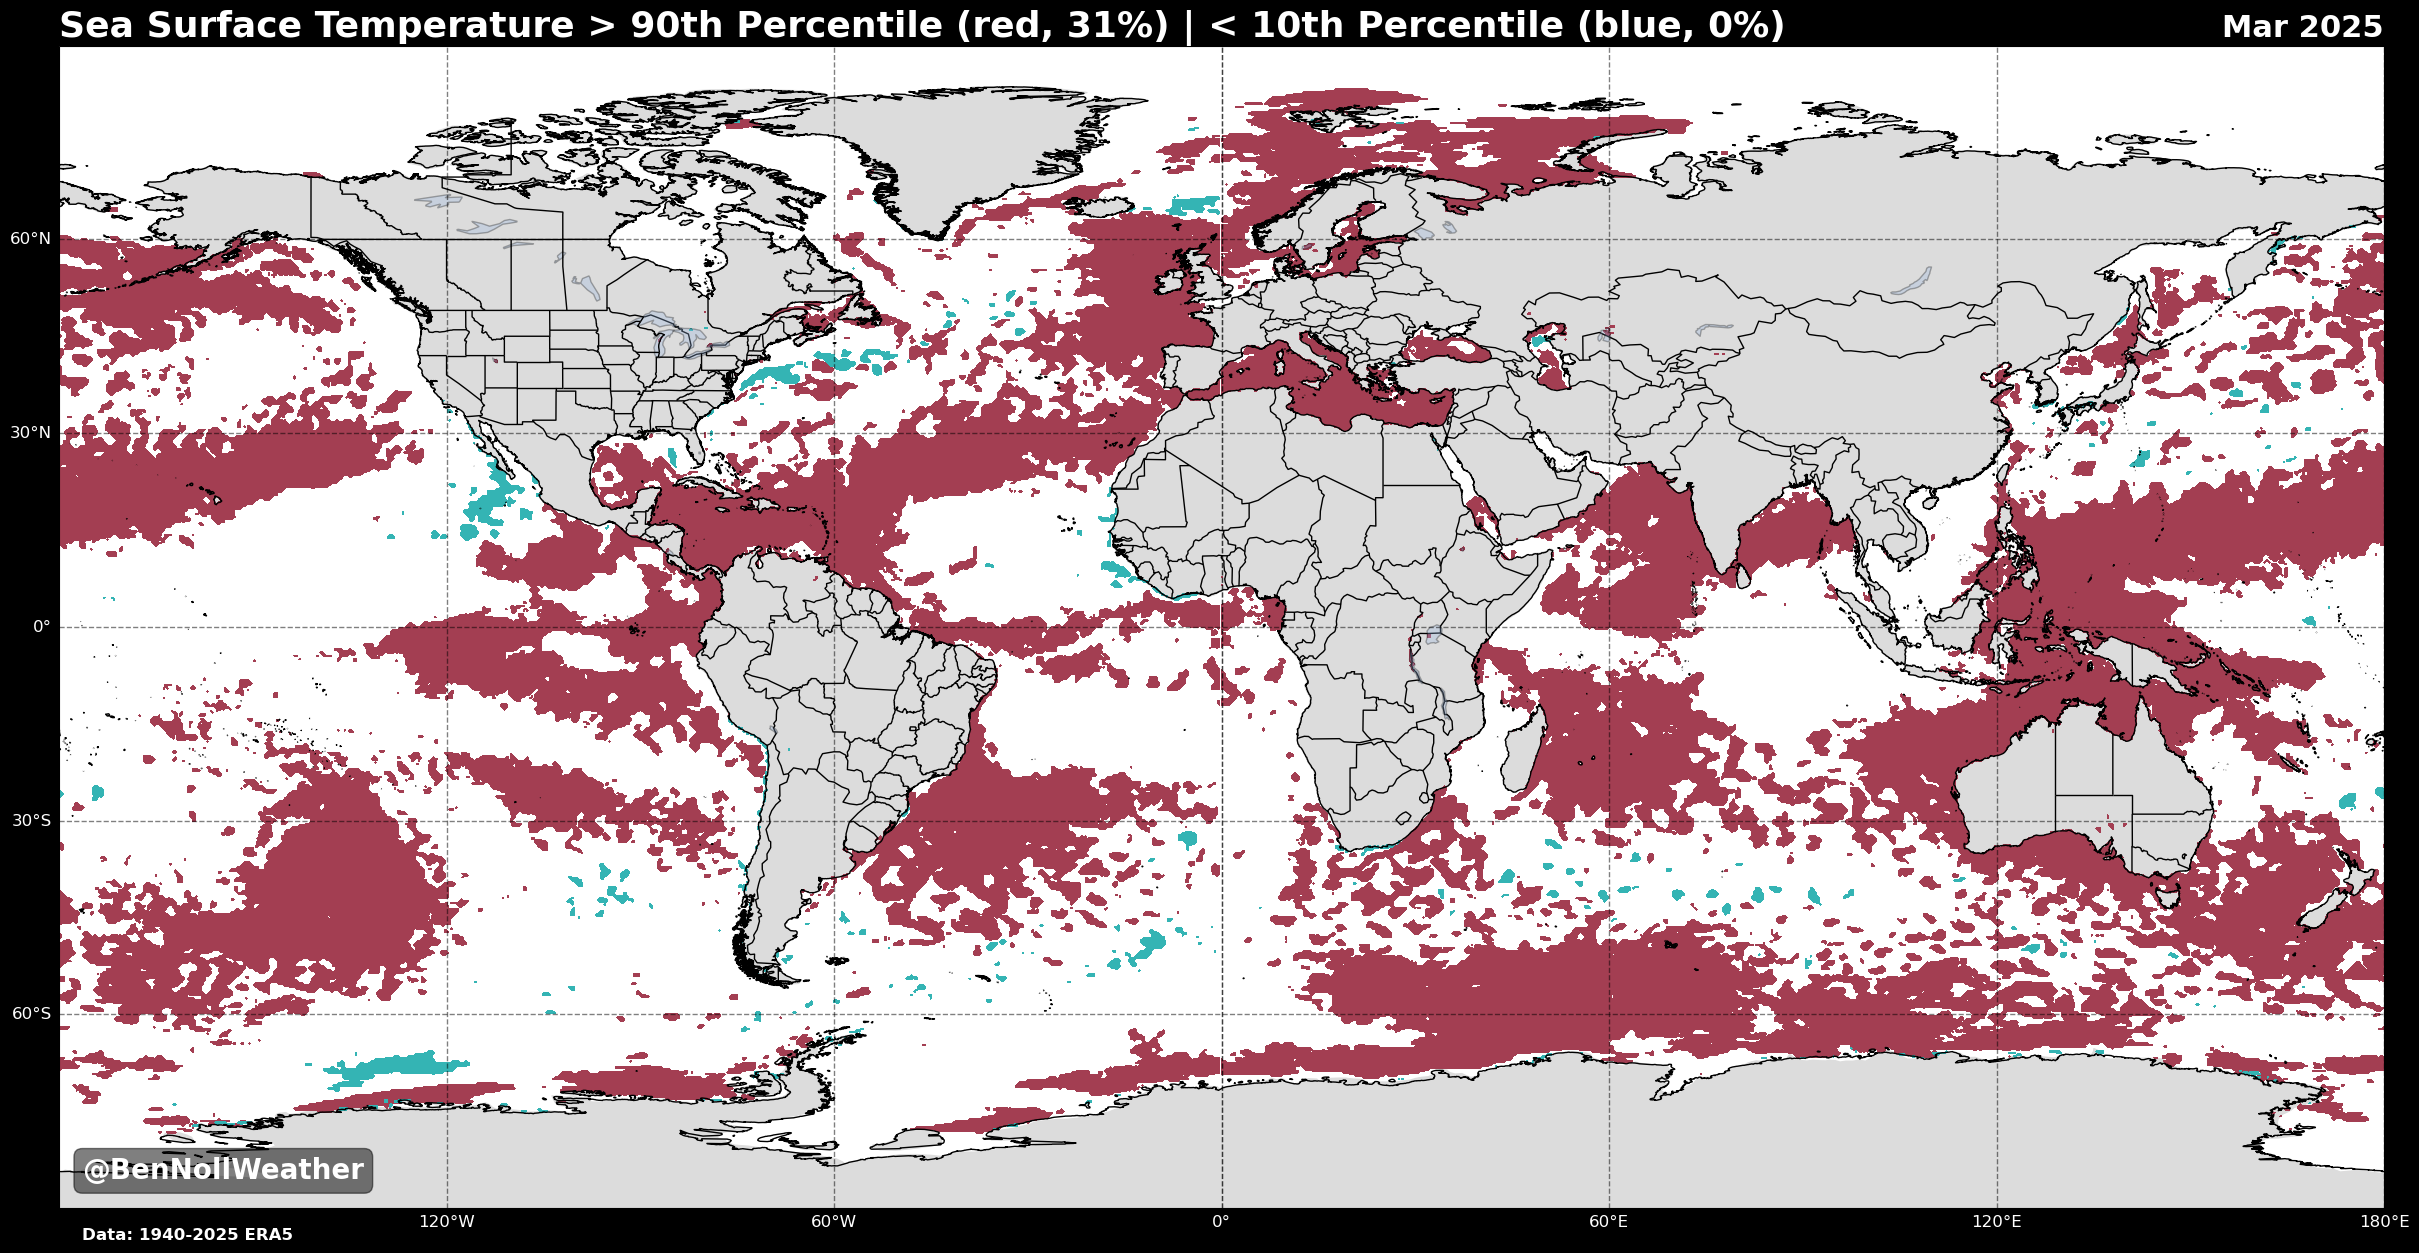 Sea Surface Temperature > 90th Percentile (red, 31%) | < 10th Percentile (blue, 0%)
Mar 2025
60°N
30°N
0°
30°S
60°S
@BenNollWeather
120°W 60°W 0° 60°E 120°E 180°E
Data: 1940-2025 ERA5